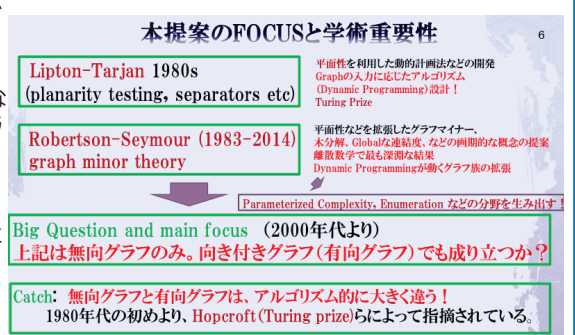 本提案のFOCUSと学術重要性
6
Lipton-Tarjan 1980s
(planarity testing, separators etc)
平面性を利用した動的計画法などの開発
Graphの入力に応じたアルゴリズム
(Dynamic Programming)設計！
Turing Prize
Robertson-Seymour (1983-2014)
graph minor theory
平面性などを拡張したグラフマイナー、
木分解、Globalな連結度、などの画期的な概念の提案
離散数学で最も深淵な結果
Dynamic Programmingが動くグラフ族の拡張
Parameterized Complexity, Enumeration などの分野を生み出す！
Big Question and main focus （2000年代より）
上記は無向グラフのみ。向き付きグラフ（有向グラフ）でも成り立つか？
Catch: 無向グラフと有向グラフは、アルゴリズム的に大きく違う！
1980年代の初めより、Hopcroft(Turing prize)らによって指摘されている。